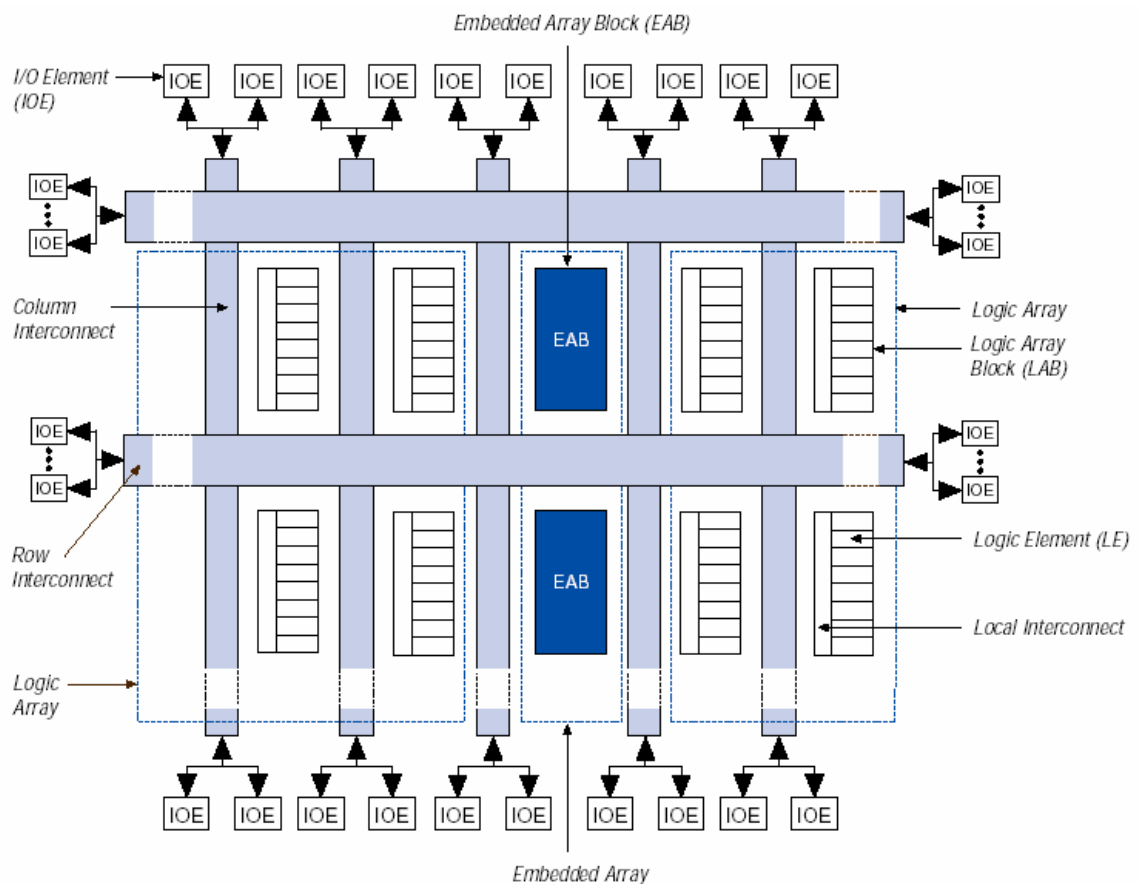 Embedded Array Block (EAB)
I/O Element
(IOE)
IOE IOE IOE IOE IOE IOE IOE IOE IOE IOE
IOE IOE
IOE IOE
Column
Interconnect
EAB
Logic Array
Logic Array
Block (LAB)
IOE IOE
IOE IOE
Row
Interconnect
EAB
Logic Element (LE)
Local Interconnect
Logic
Array
IOE IOE IOE IOE IOE IOE IOE IOE IOE IOE
Embedded Array